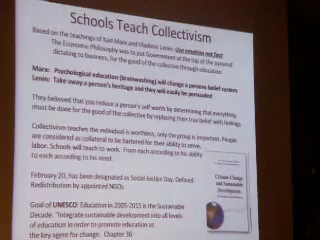 Schools Teach Collectivism
Based on the teachings of Karl Marx and Vladimir Lenin: Use emotion not fact
The Economic Philosophy was to put Government at the top of the pyramid
dictating to business, for the good of the collective through education.
Marx: Psychological education (brainwashing) will change a persons belief system
Lenin: Take away a person's heritage and they will easily be persuaded
They believed that you reduce a person's self worth by determining that everything
must be done for the good of the collective by replacing their true belief with feelings.
Collectivism teaches the individual is worthless, only the group is important. People
are considered as collateral to be bartered for their ability to serve,
labor. Schools will teach to work. From each according to his ability
to each according to his need.
February 20, has been designated as Social Justice Day. Defined:
Redistribution by appointed NGOs.
Goal of UNESCO: Education in 2005-2015 is the Sustainable
Decade. "Integrate sustainable development into all levels
of education in order to promote education as
the key agent for change. Chapter 36
Climate Change
and Sustainable
Development: